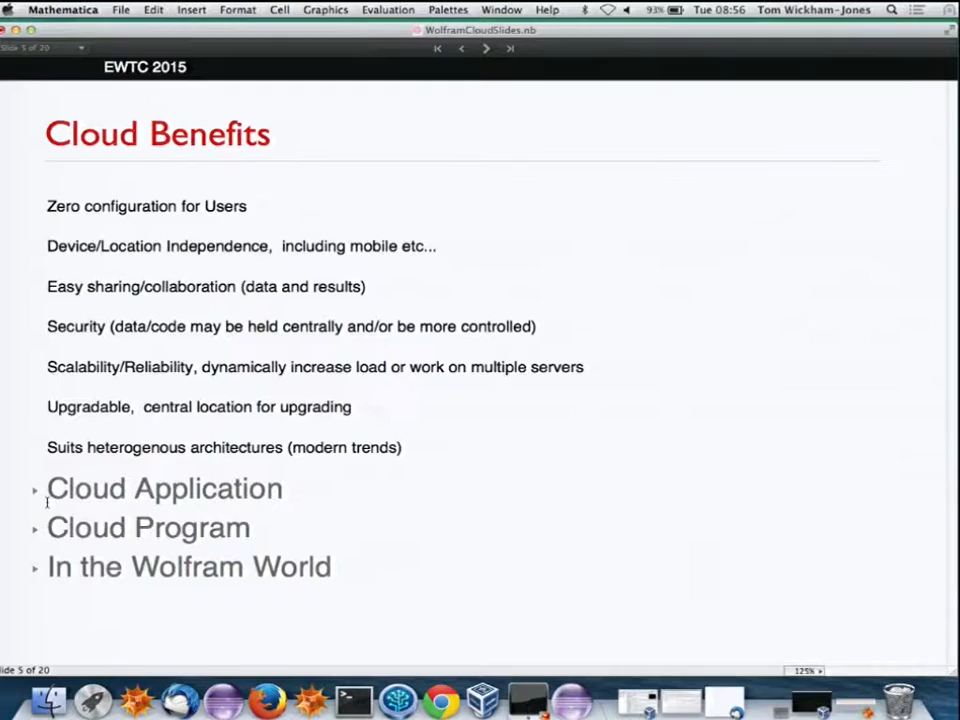 Mathematica File Edit Insert Format Cell Graphics Evaluation Palettes Window Help 93% Tue 08:56 Tom Wickham-Jones
WolframCloudSlides.nb
Slide 5 of 20
EWTC 2015
Cloud Benefits
Zero configuration for Users
Device/Location Independence, including mobile etc...
Easy sharing/collaboration (data and results)
Security (data/code may be held centrally and/or be more controlled)
Scalability/Reliability, dynamically increase load or work on multiple servers
Upgradable, central location for upgrading
Suits heterogenous architectures (modern trends)
Cloud Application
Cloud Program
In the Wolfram World
Slide 5 of 20 125%